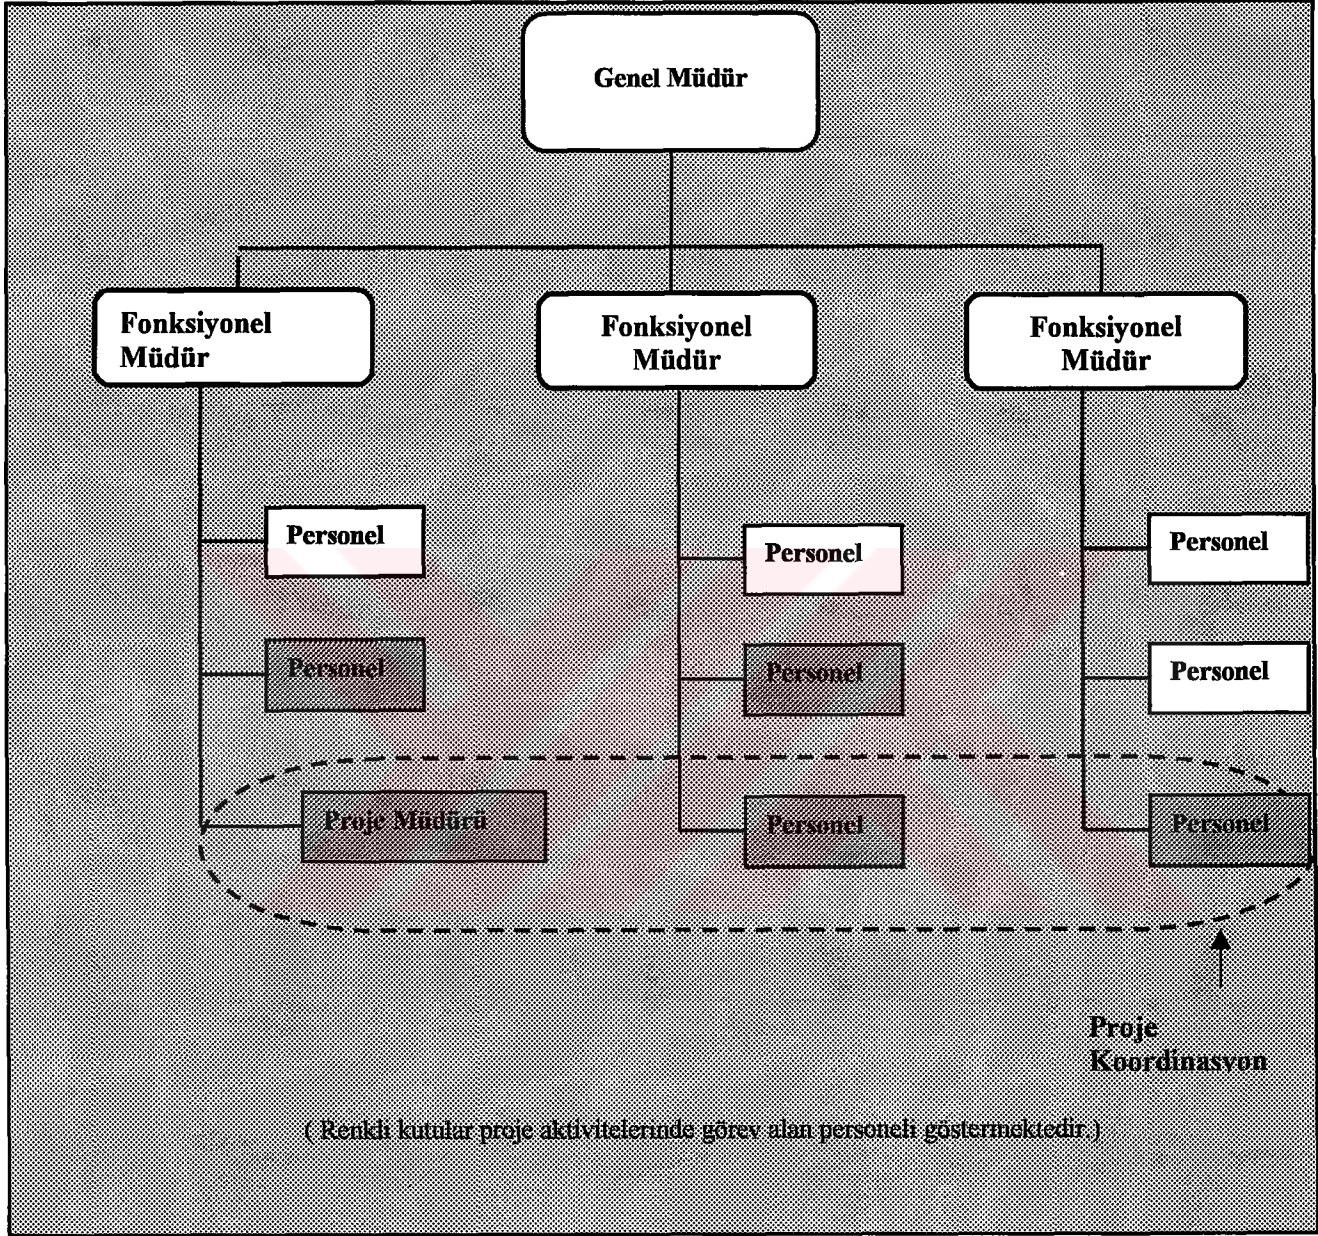 Genel Müdür
Fonksiyonel
Müdür
Fonksiyonel
Müdür
Fonksiyonel
Müdür
Personel
Personel
Personel
Personel
Personel
Personel
Proje Müdürü
Personel
Personel
Proje
Koordinasyon
( Renkli kutular proje aktivitelerinde görev alan personeli göstermektedir.)